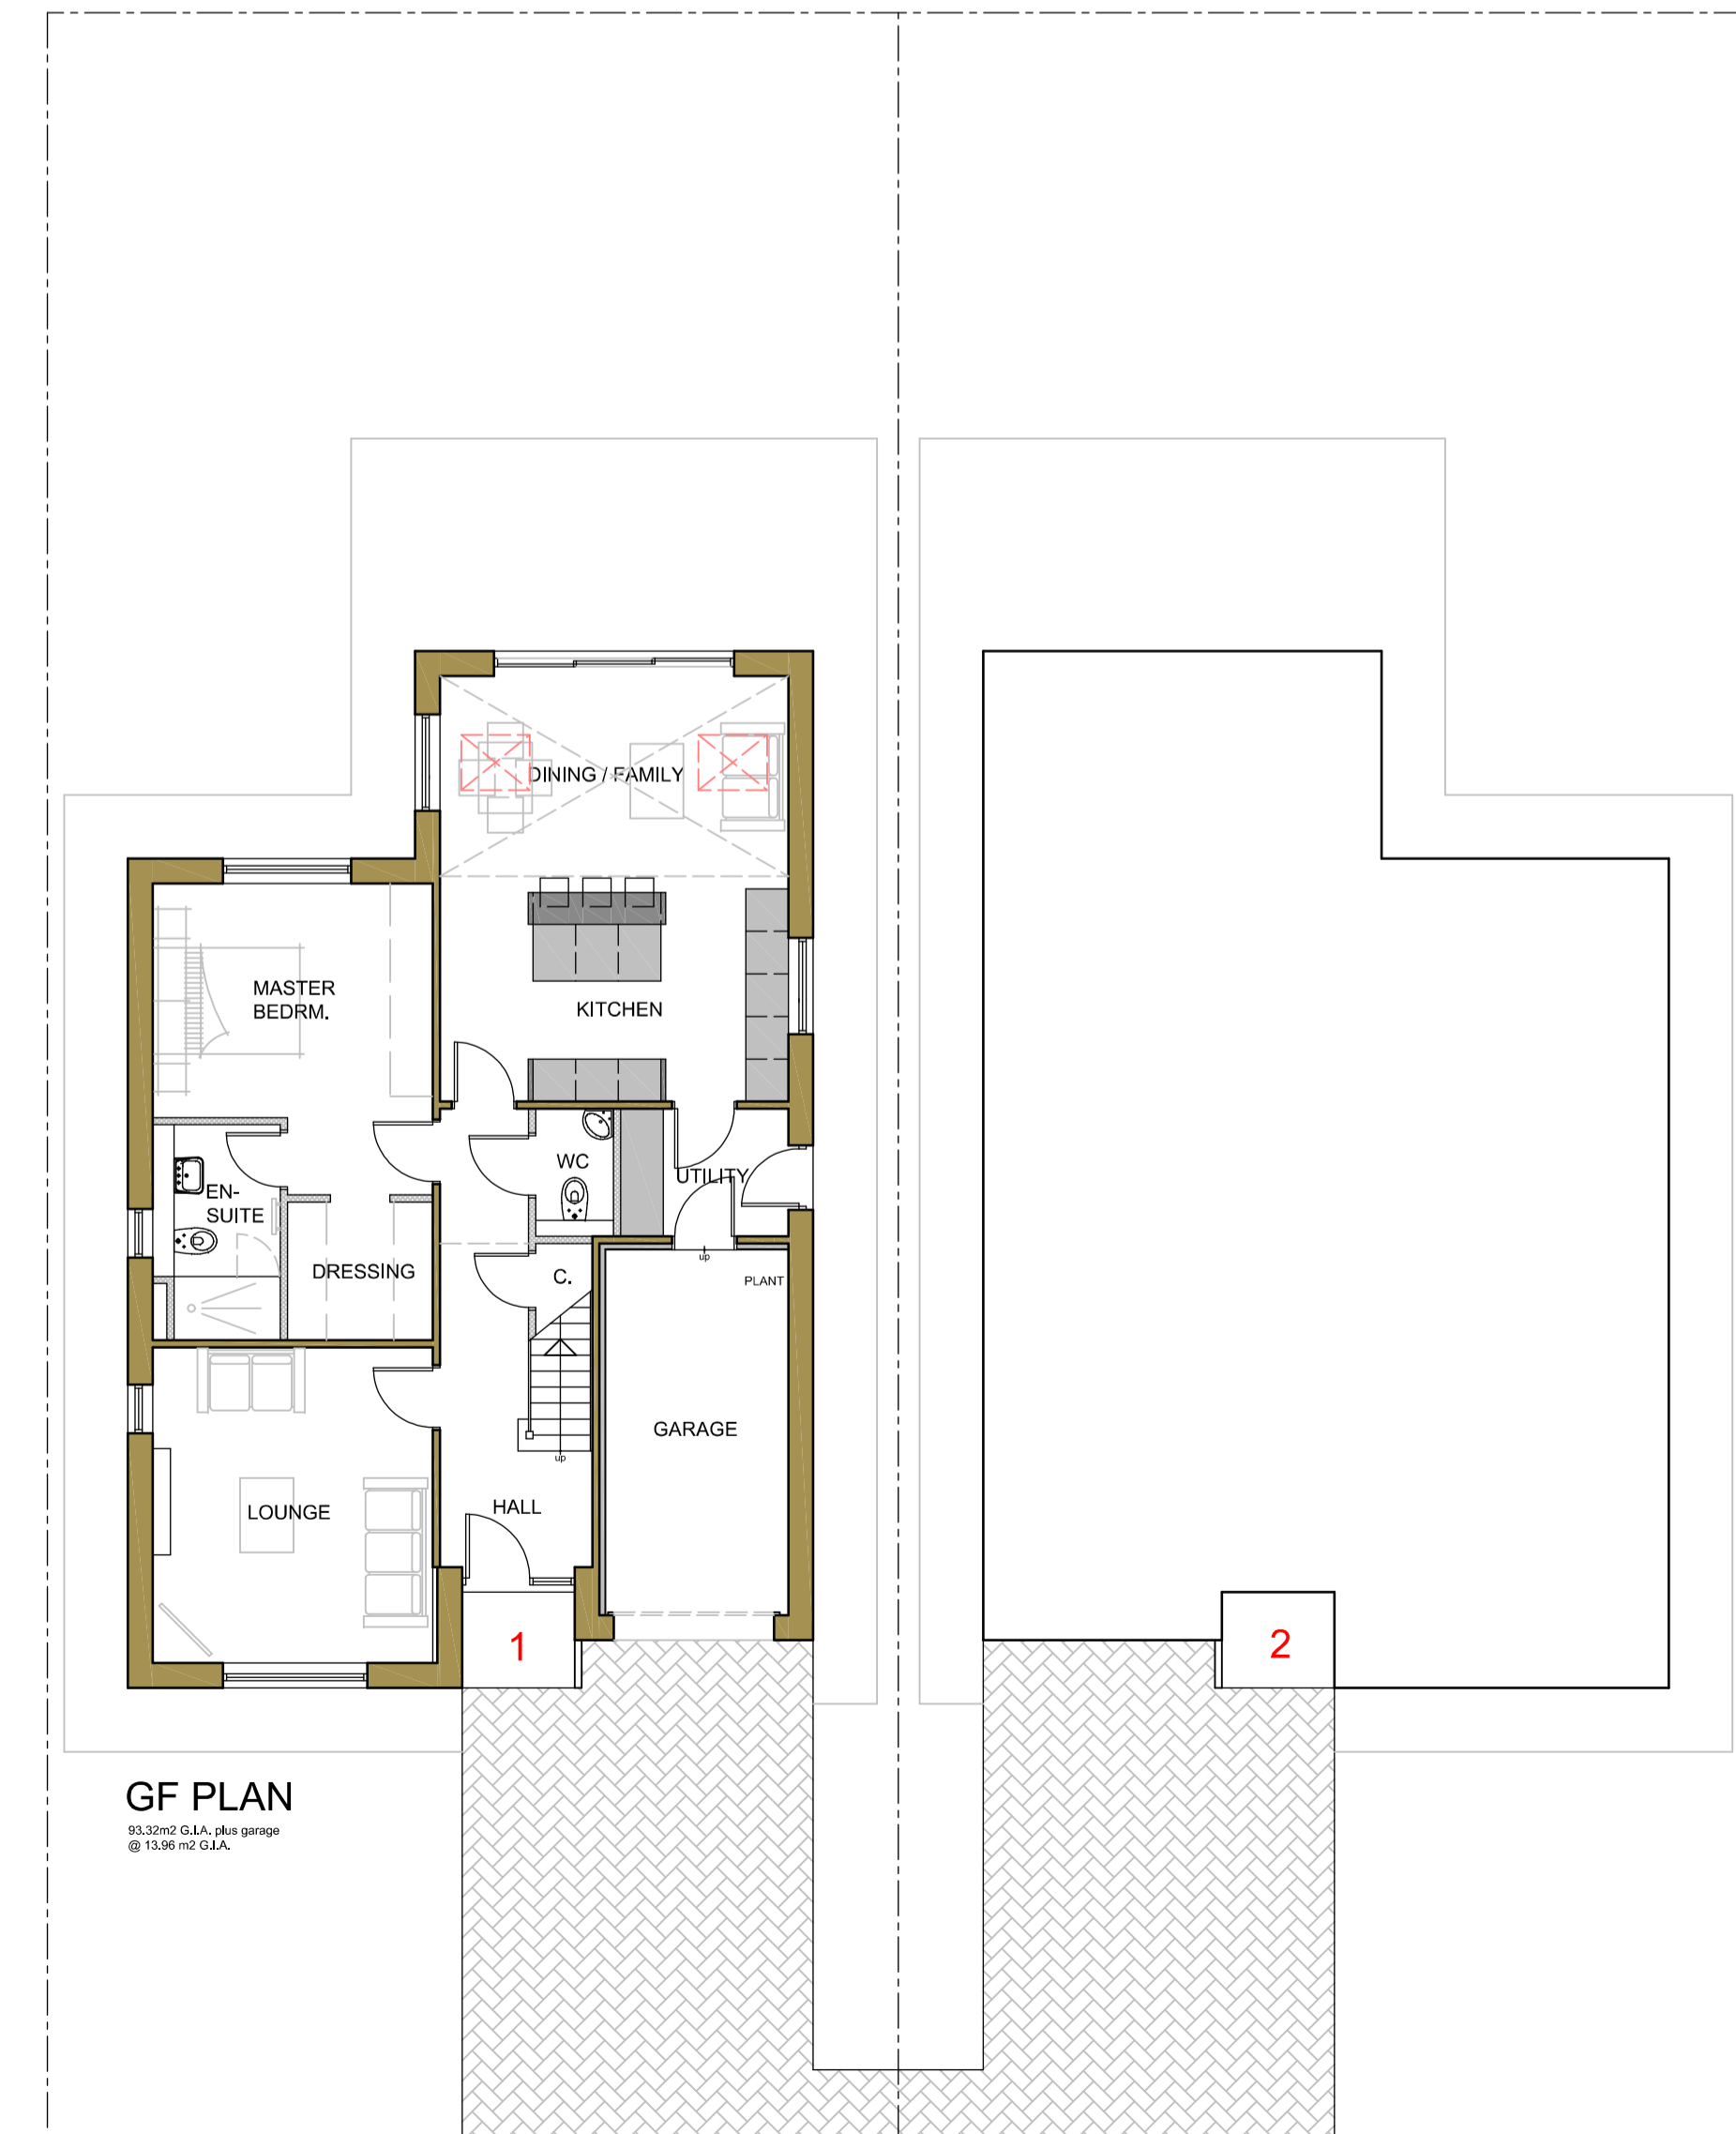 DINING / FAMILY
MASTER
BEDRM.
KITCHEN
WC
UTILITY
EN-
SUITE
up
DRESSING
C.
PLANT
GARAGE
up
HALL
LOUNGE
1
2
GF PLAN
93.32m2 G.I.A. plus garage
@ 13.96 m2 G.I.A.